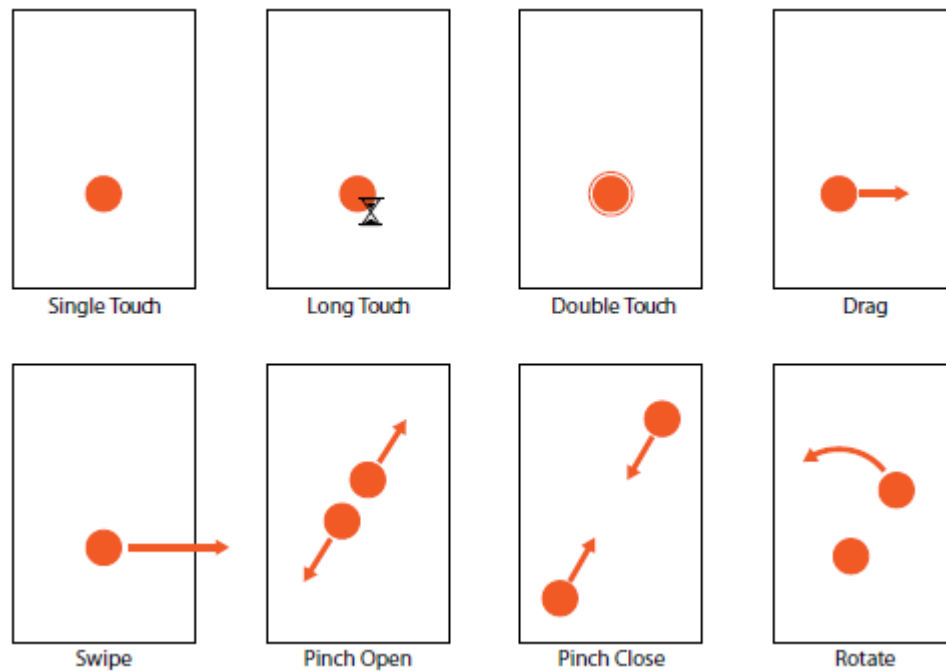 Single Touch
Long Touch
Double Touch
Drag
Swipe
Pinch Open
Pinch Close
Rotate